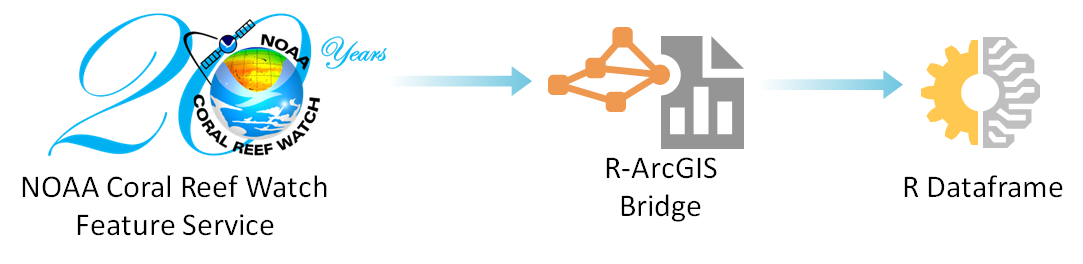 20 Years
NOAA
CORAL REEF WATCH
NOAA Coral Reef Watch
Feature Service
R-ArcGIS
Bridge
R Dataframe